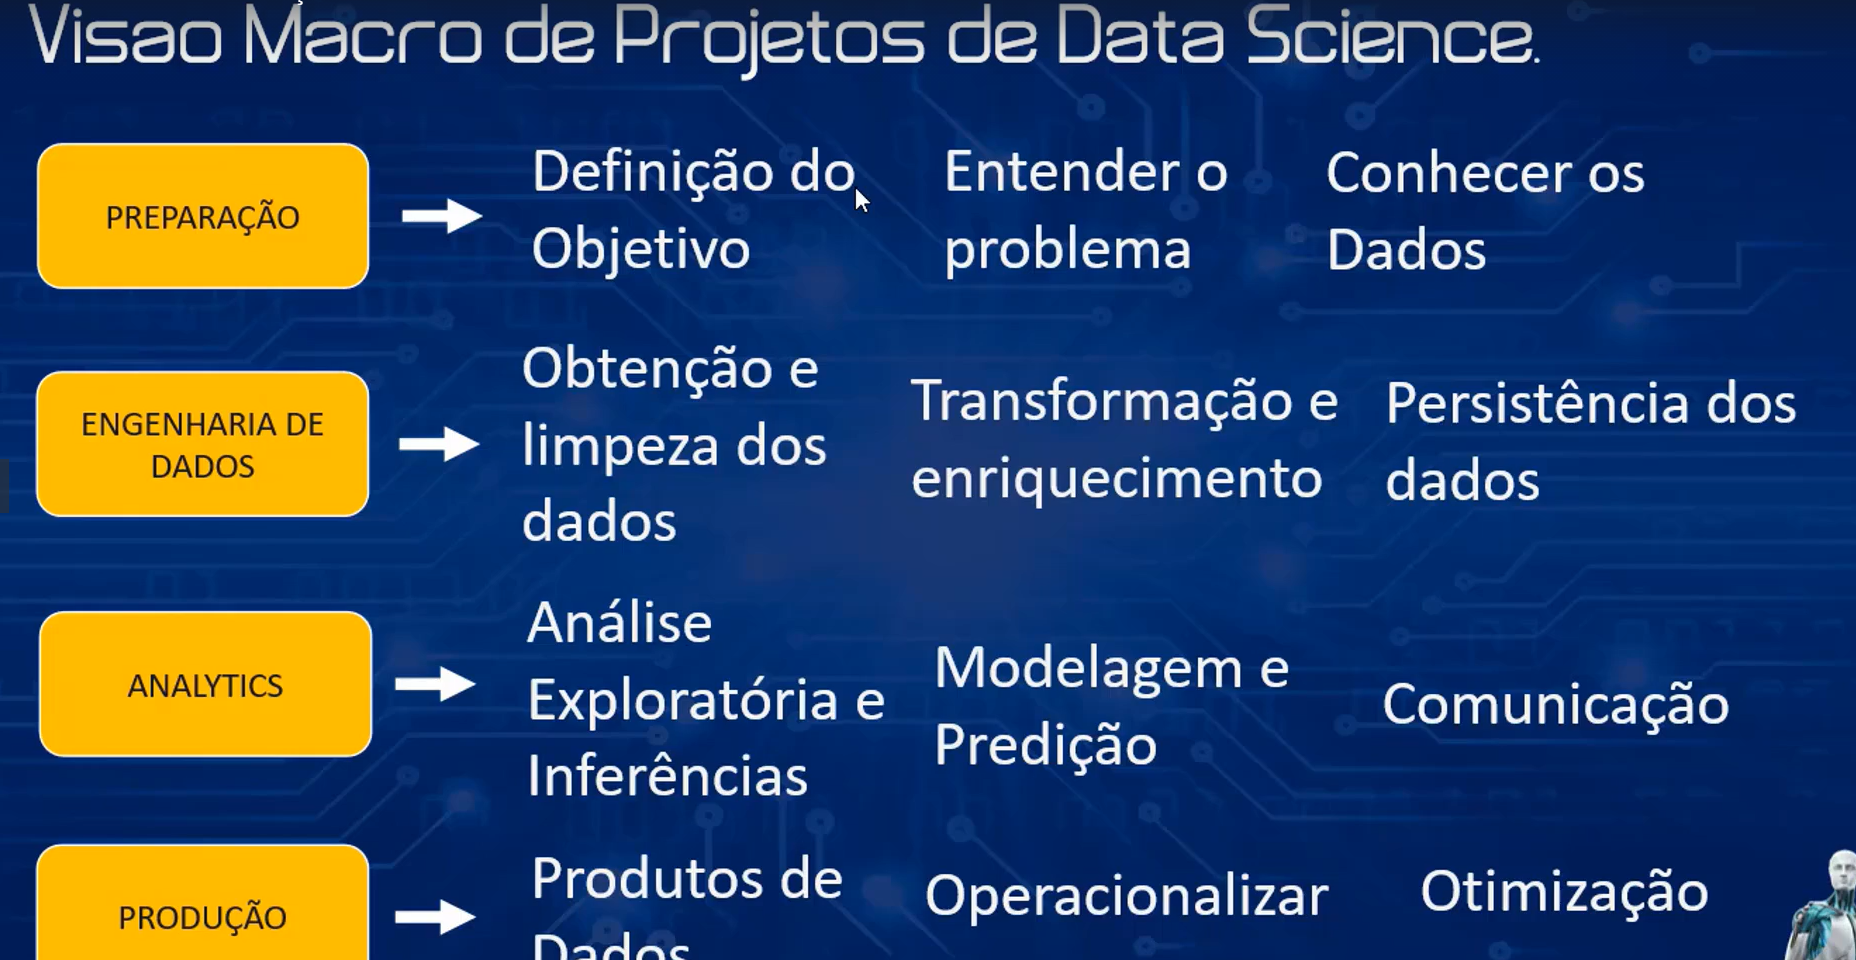 Visao Macro de Projetos de Data Science.
PREPARAÇÃO
Definição do
Objetivo
Entender o
problema
Conhecer os
Dados
ENGENHARIA DE
DADOS
Obtenção e
limpeza dos
dados
Transformação e
enriquecimento
Persistência dos
dados
ANALYTICS
Análise
Exploratória e
Inferências
Modelagem e
Predição
Comunicação
PRODUÇÃO
Produtos de
Dados
Operacionalizar
Otimização